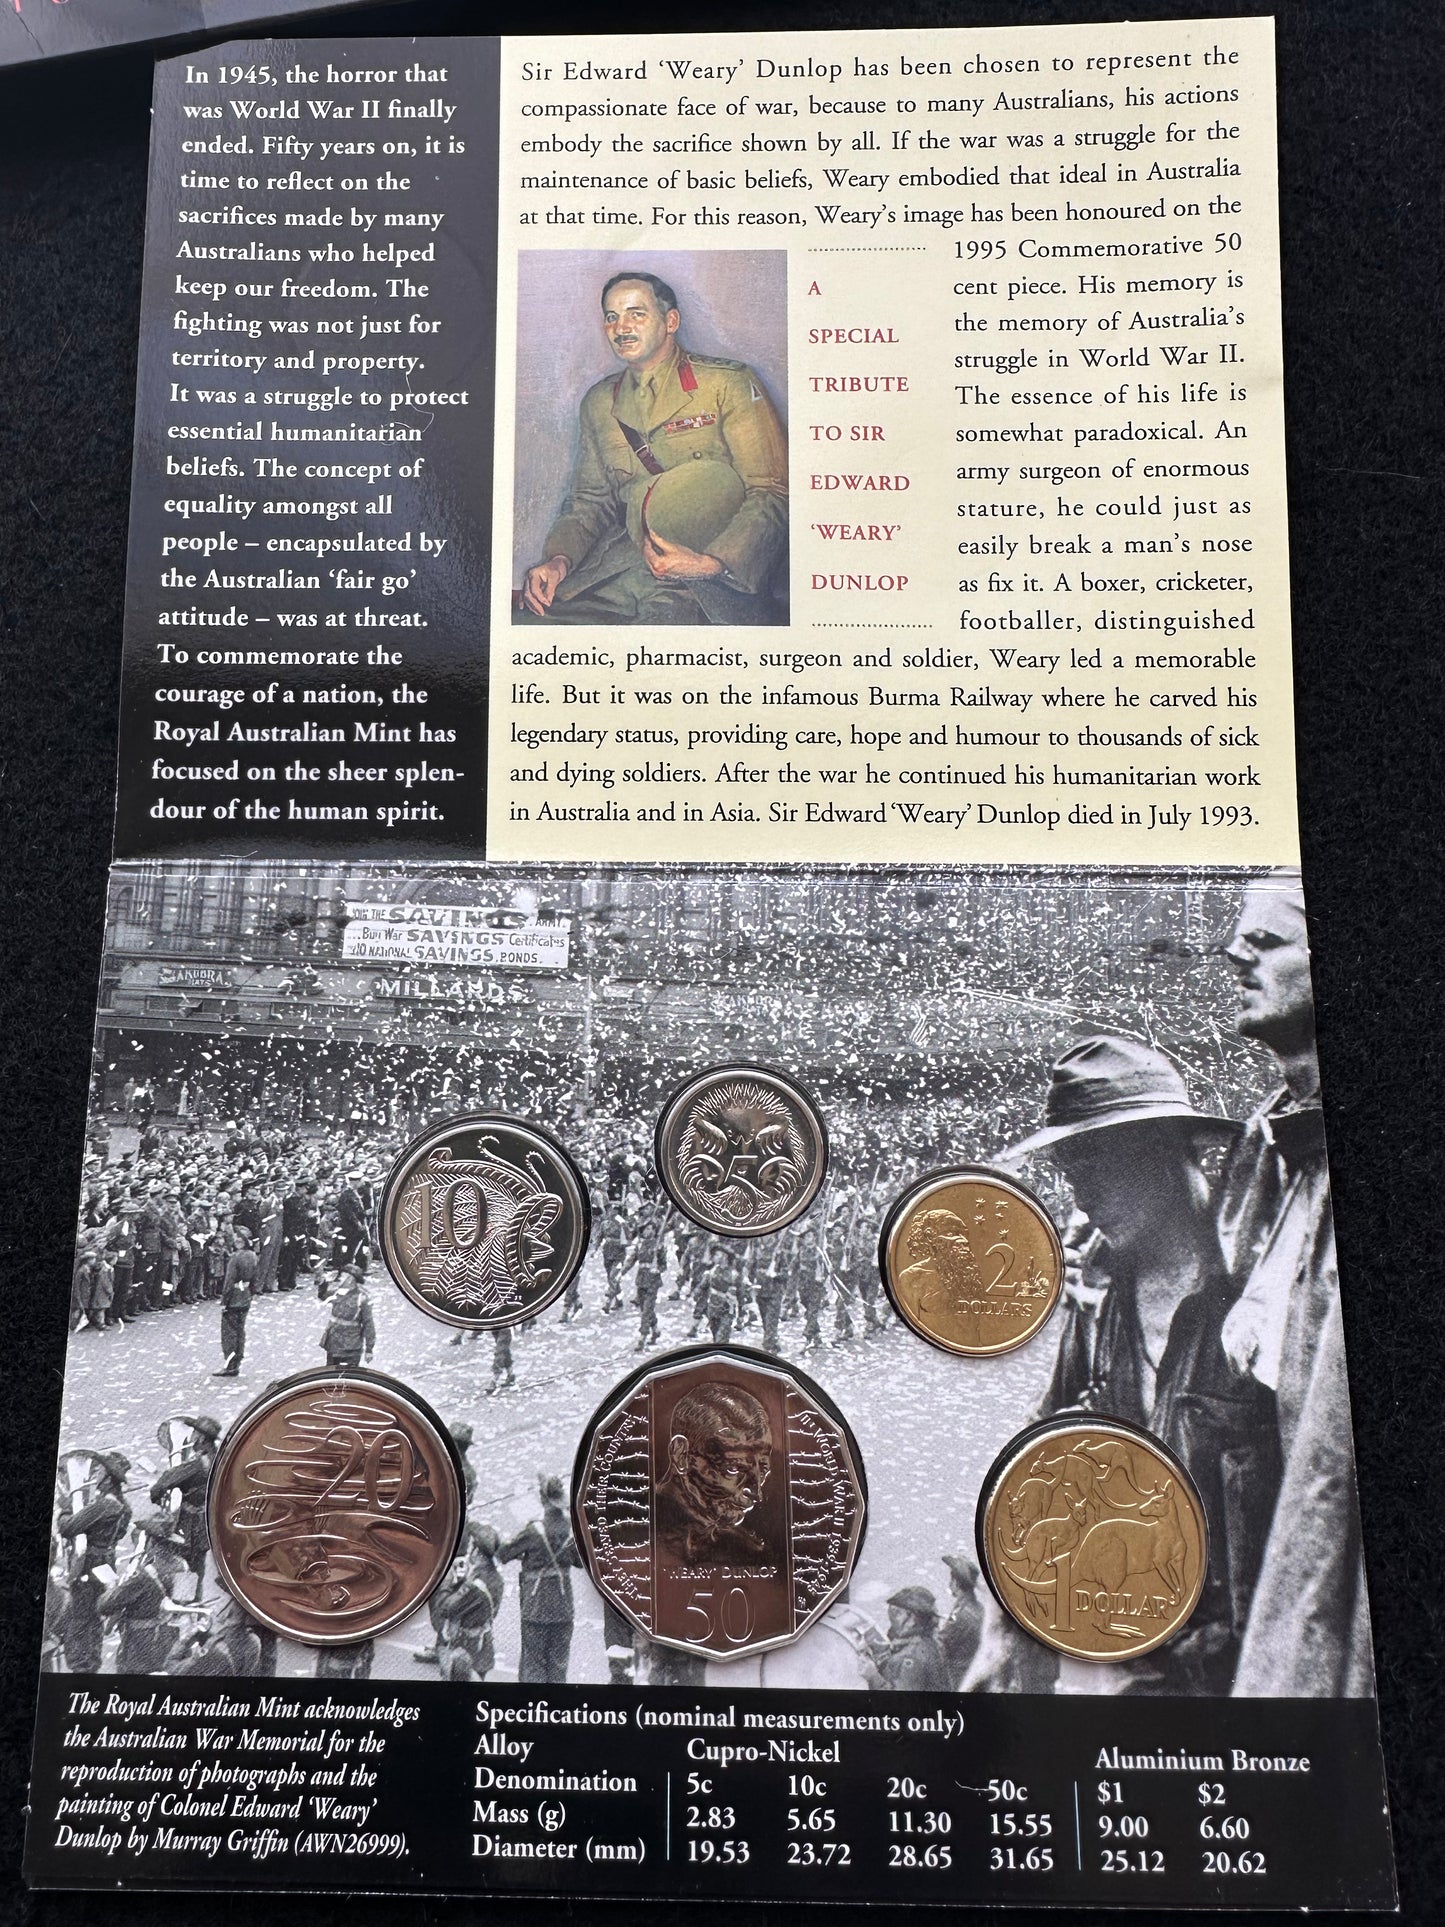 In 1945, the horror that
was World War II finally
ended. Fifty years on, it is
time to reflect on the
sacrifices made by many
Australians who helped
keep our freedom. The
fighting was not just for
territory and property.
It was a struggle to protect
essential humanitarian
beliefs. The concept of
equality amongst all
people – encapsulated by
the Australian ‘fair go’
attitude – was at threat.
To commemorate the
courage of a nation, the
Royal Australian Mint has
focused on the sheer splen-
dour of the human spirit.
Sir Edward ‘Weary’ Dunlop has been chosen to represent the
compassionate face of war, because to many Australians, his actions
embody the sacrifice shown by all. If the war was a struggle for the
maintenance of basic beliefs, Weary embodied that ideal in Australia
at that time. For this reason, Weary’s image has been honoured on the
1995 Commemorative 50
cent piece. His memory is
the memory of Australia’s
struggle in World War II.
The essence of his life is
somewhat paradoxical. An
army surgeon of enormous
stature, he could just as
easily break a man’s nose
as fix it. A boxer, cricketer,
footballer, distinguished
academic, pharmacist, surgeon and soldier, Weary led a memorable
life. But it was on the infamous Burma Railway where he carved his
legendary status, providing care, hope and humour to thousands of sick
and dying soldiers. After the war he continued his humanitarian work
in Australia and in Asia. Sir Edward ‘Weary’ Dunlop died in July 1993.
A
SPECIAL
TRIBUTE
TO SIR
EDWARD
‘WEARY’
DUNLOP
JOIN THE SAVINGS ARMY.
Buy War SAVINGS Certificates
NATIONAL SAVINGS BONDS.
AKUBRA
HATS
MILLARDS
5
10
2
DOLLARS
20
THEY SERVED THEIR COUNTRY
IN WORLD WAR II 1939-1945
‘WEARY’ DUNLOP
50
1
DOLLAR
The Royal Australian Mint acknowledges
the Australian War Memorial for the
reproduction of photographs and the
painting of Colonel Edward ‘Weary’
Dunlop by Murray Griffin (AWN26999).
Specifications (nominal measurements only)
Alloy Cupro-Nickel Aluminium Bronze
Denomination 5c 10c 20c 50c $1 $2
Mass (g) 2.83 5.65 11.30 15.55 9.00 6.60
Diameter (mm) 19.53 23.72 28.65 31.65 25.12 20.62